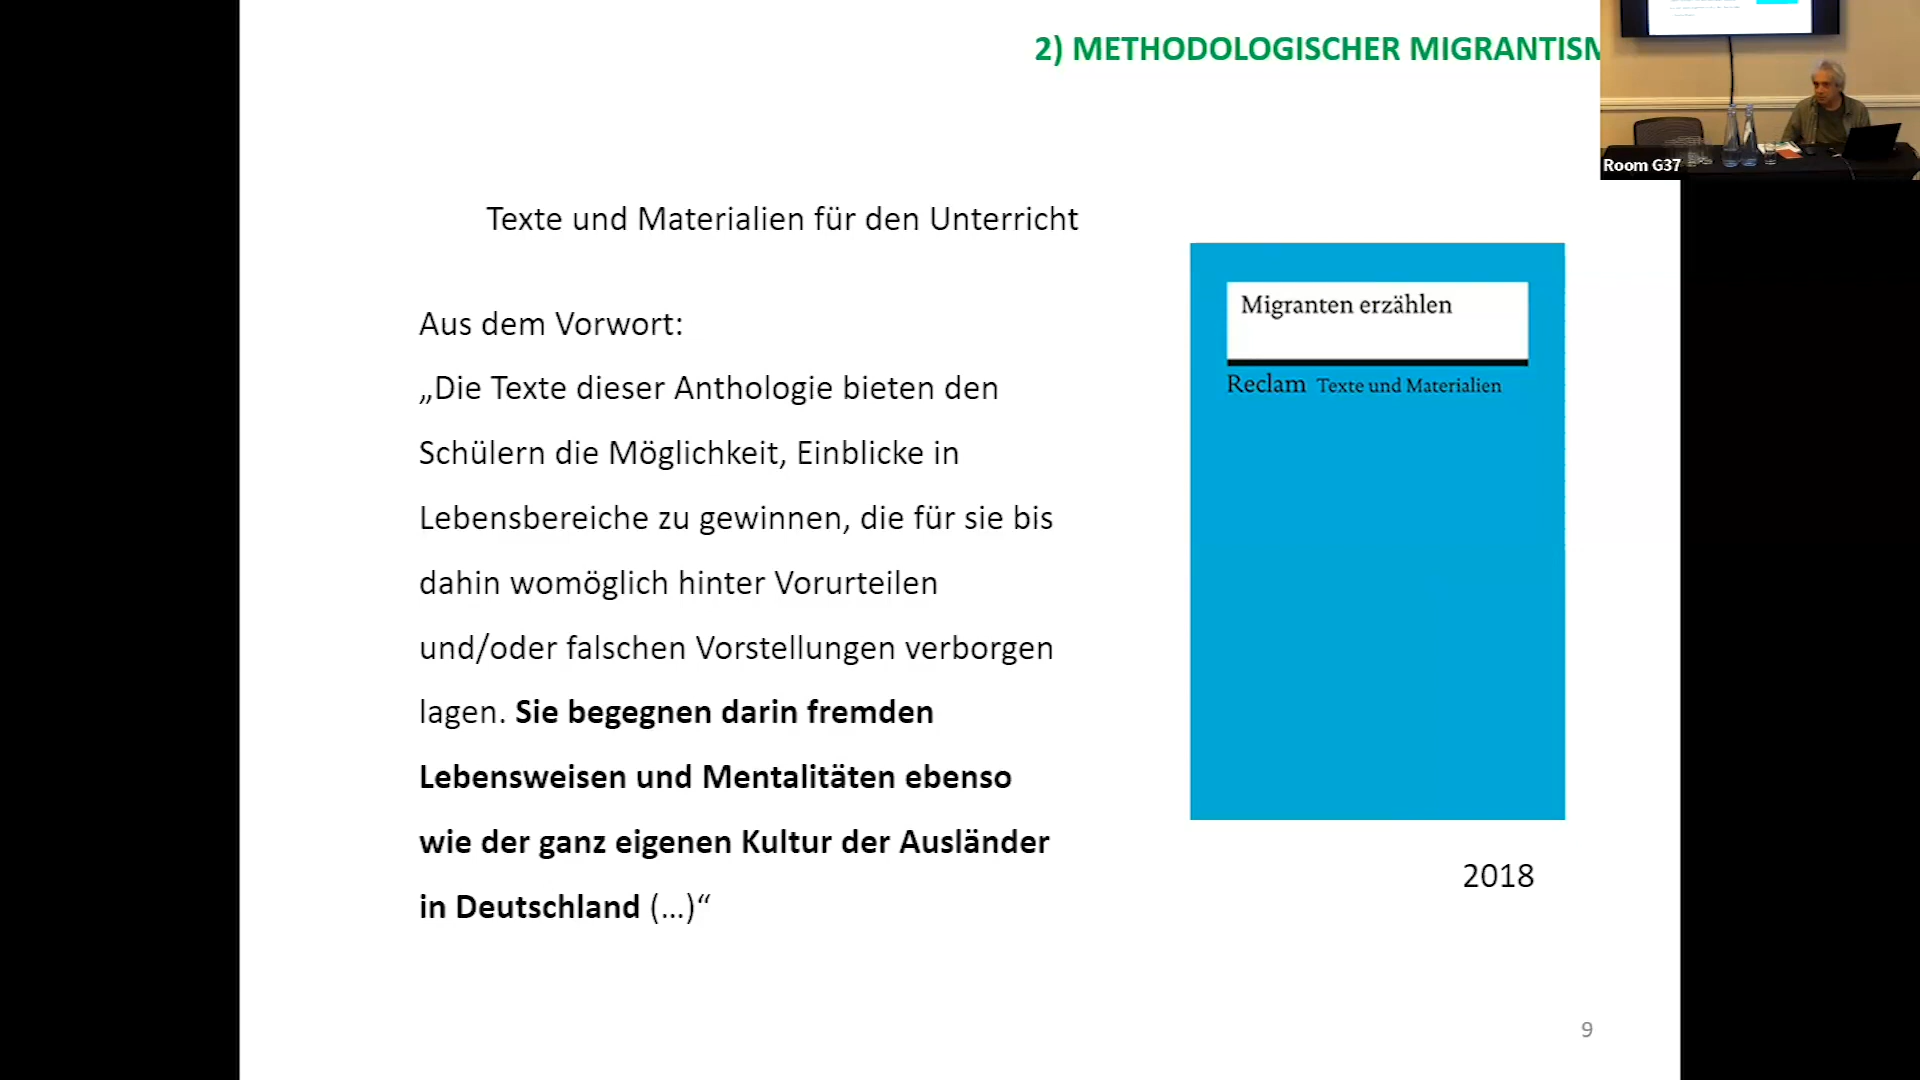 2) METHODOLOGISCHER MIGRANTISM
Room G37
Texte und Materialien für den Unterricht
Aus dem Vorwort:
„Die Texte dieser Anthologie bieten den
Schülern die Möglichkeit, Einblicke in
Lebensbereiche zu gewinnen, die für sie bis
dahin womöglich hinter Vorurteilen
und/oder falschen Vorstellungen verborgen
lagen. Sie begegnen darin fremden
Lebensweisen und Mentalitäten ebenso
wie der ganz eigenen Kultur der Ausländer
in Deutschland (...)“
Migranten erzählen
Reclam Texte und Materialien
2018
9